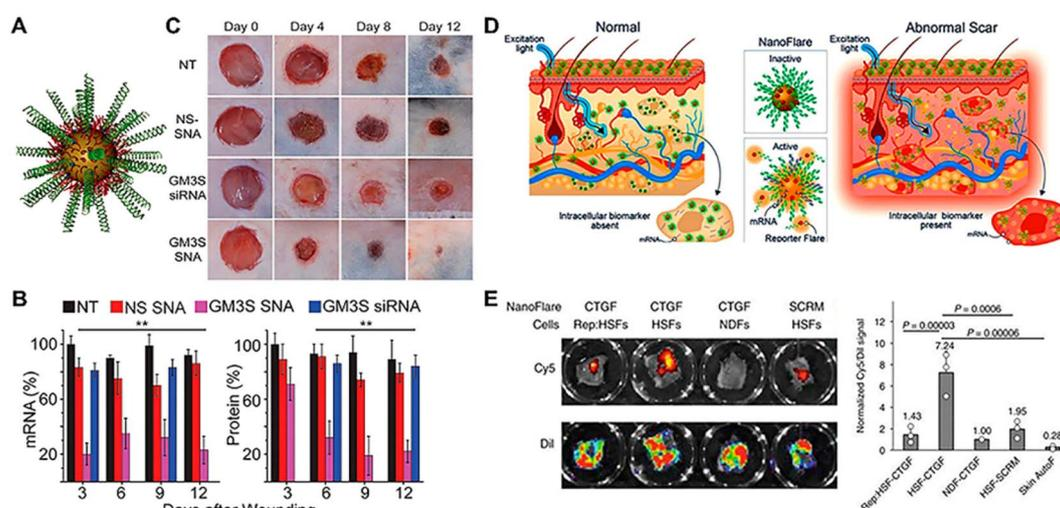 A
C
Day 0 Day 4 Day 8 Day 12
NT
NS-
SNA
GM3S
siRNA
GM3S
SNA
D
Normal
Excitation
light
Intracellular biomarker
absent
mRNA
NanoFlare
Inactive
Active
mRNA
Reporter Flare
Abnormal Scar
Excitation
light
Intracellular biomarker
present
mRNA
B
NT NS SNA GM3S SNA GM3S siRNA
mRNA (%)
100
60
20
**
3 6 9 12
Protein (%)
100
60
20
**
3 6 9 12
Days After Wounding
E
NanoFlare CTGF CTGF CTGF SCRM
Cells Rep:HSFs HSFs NDFs HSFs
Cy5
Dil
Normalized Cy5/Dil signal
12
10
8
6
4
2
0
P = 0.0006
P = 0.00003
P = 0.00006
7.24
1.43
1.00
1.95
0.28
Rep:HSF-CTGF
HSF-CTGF
NDF-CTGF
HSF-SCRM
Skin AutoF